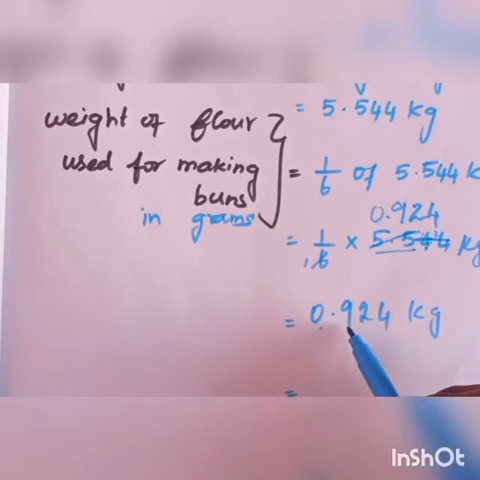 = 5.544 kg
weight of flour
used for making
buns
in grams
= 1/6 of 5.544 K
0.924
= 1/6 × 5.544 Kg
= 0.924 Kg
=
InShOt